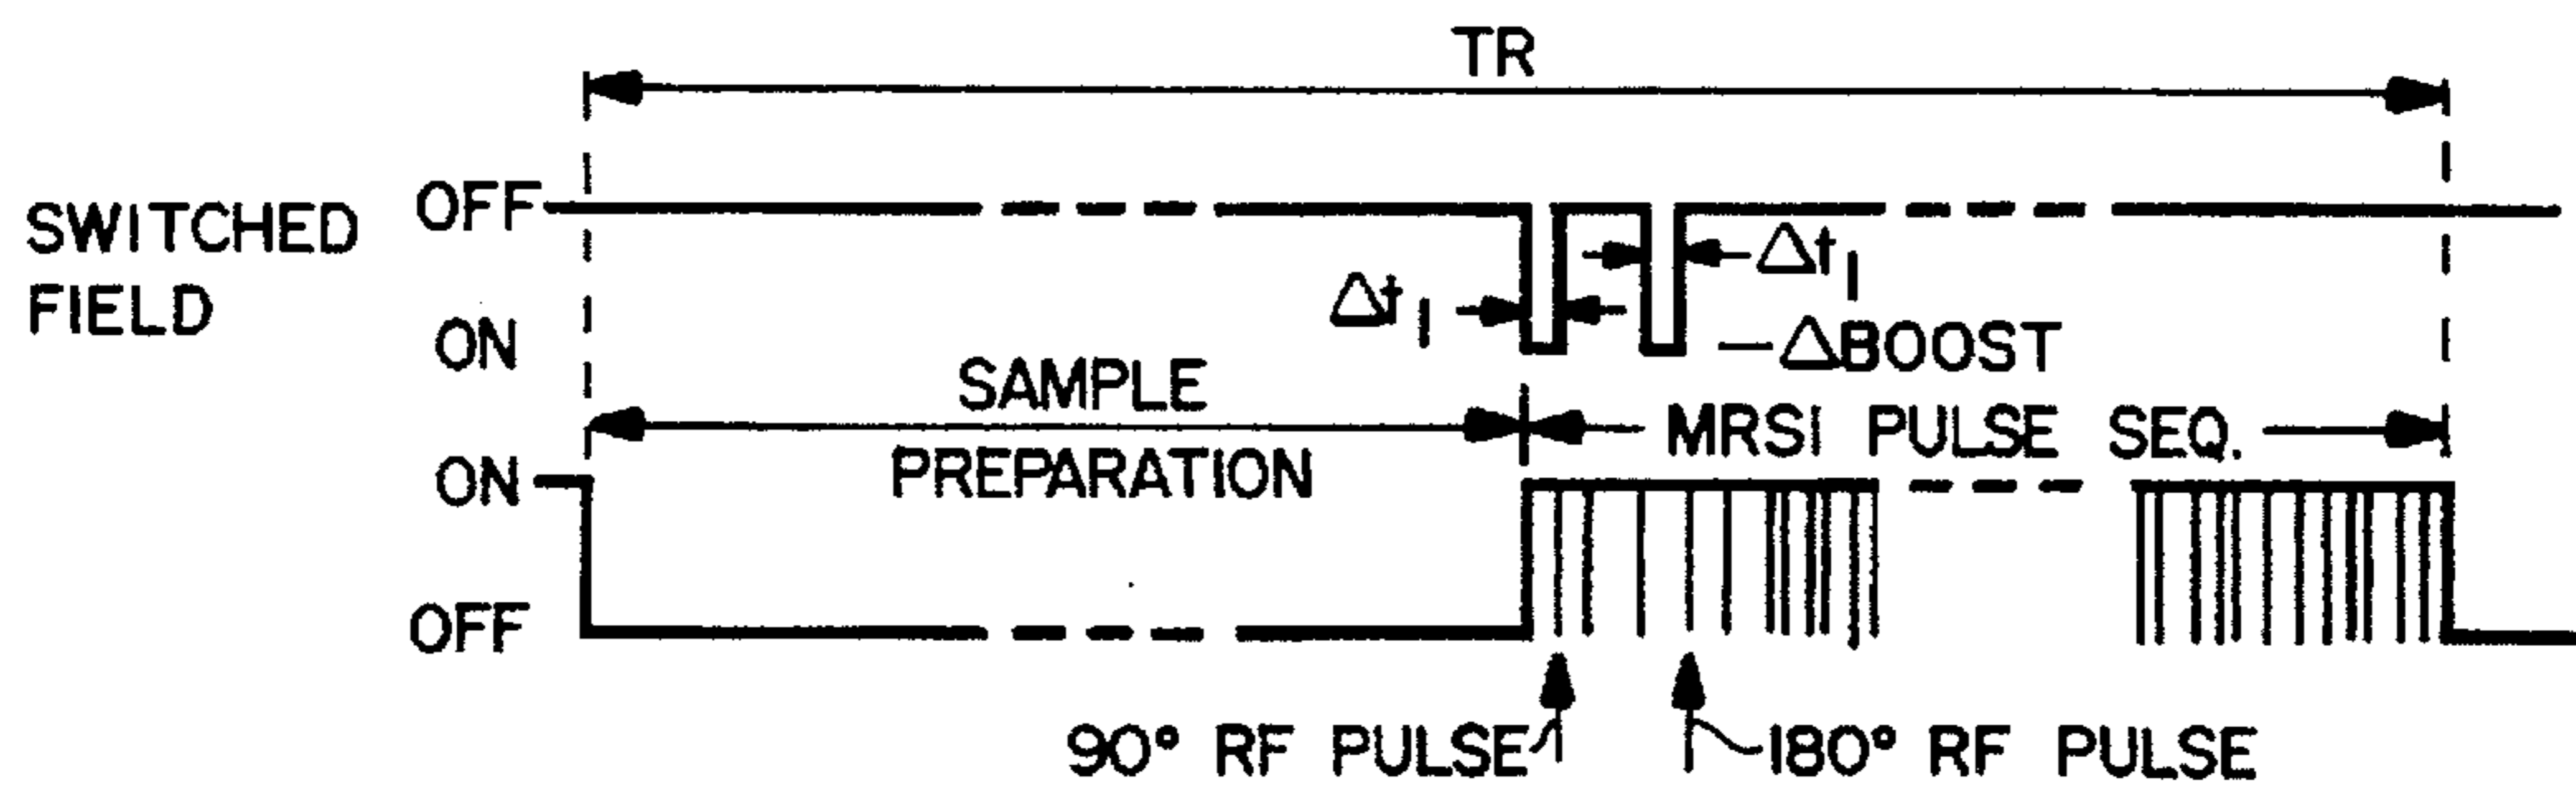 TR
SWITCHED
FIELD
OFF
ON
Δt1
Δt1
ΔBOOST
SAMPLE
PREPARATION
MRSI PULSE SEQ.
ON
OFF
90° RF PULSE
180° RF PULSE